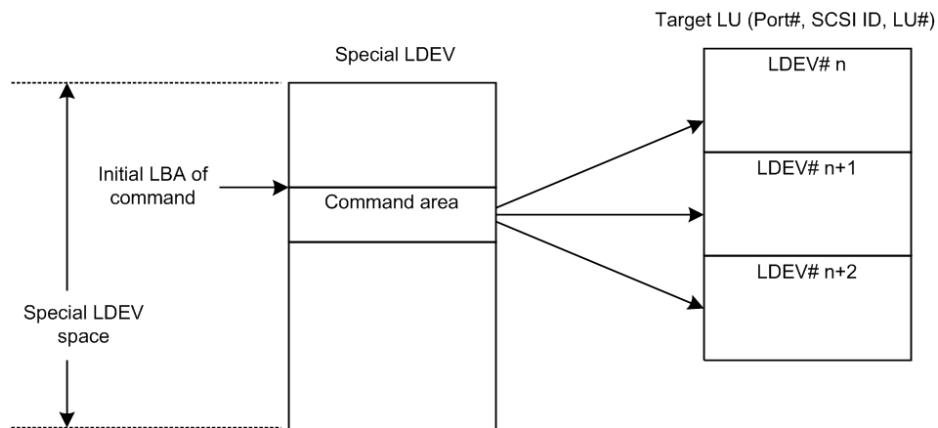 Target LU (Port#, SCSI ID, LU#)
Special LDEV
LDEV# n
Initial LBA of
command
Command area
LDEV# n+1
LDEV# n+2
Special LDEV
space